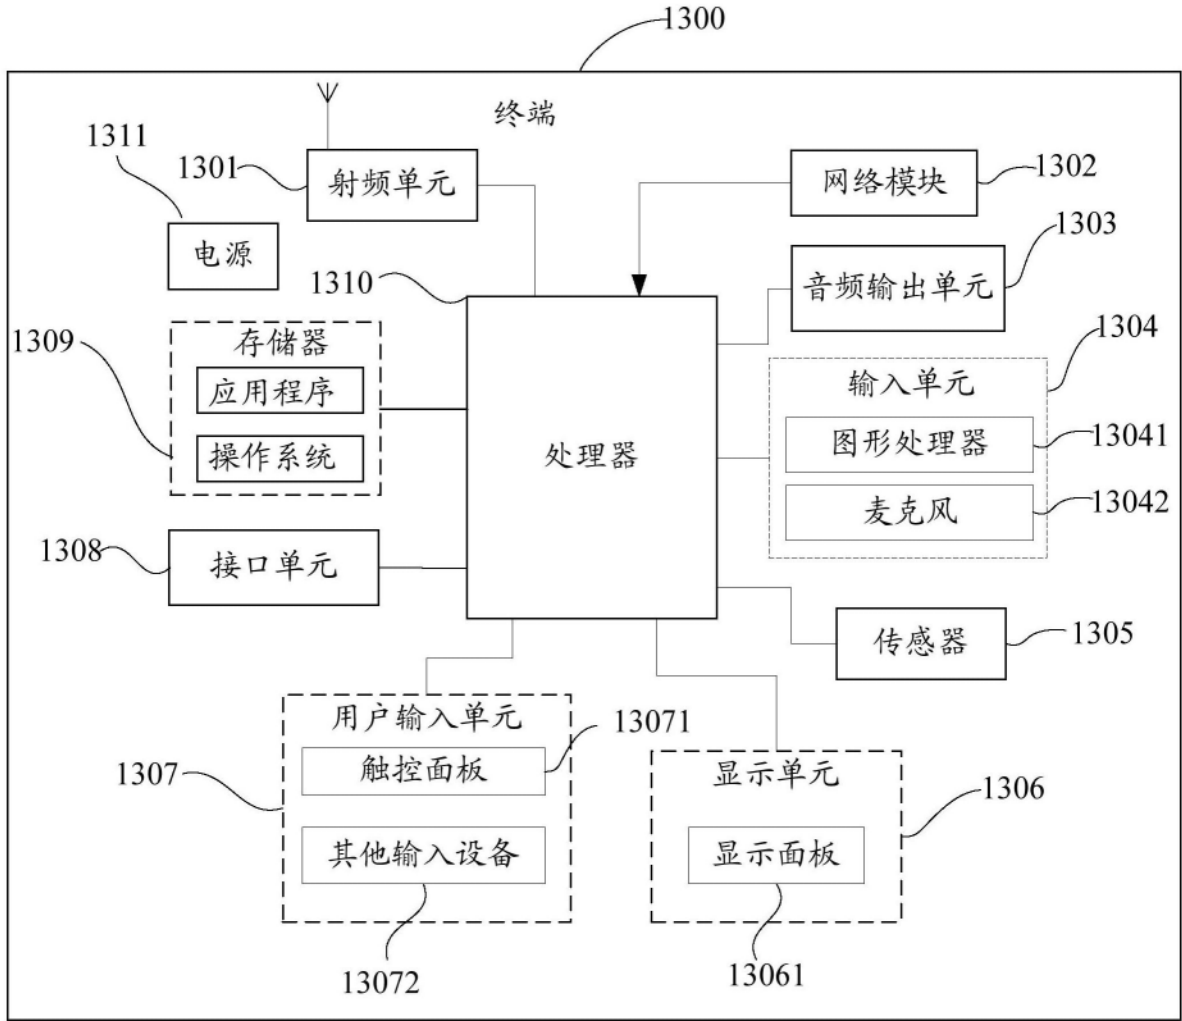 1300
终端
1311
1301
射频单元
网络模块
1302
电源
1303
音频输出单元
1310
1309
存储器
应用程序
操作系统
1304
输入单元
图形处理器
13041
麦克风
13042
处理器
1308
接口单元
传感器
1305
用户输入单元
13071
触控面板
1307
其他输入设备
13072
显示单元
1306
显示面板
13061